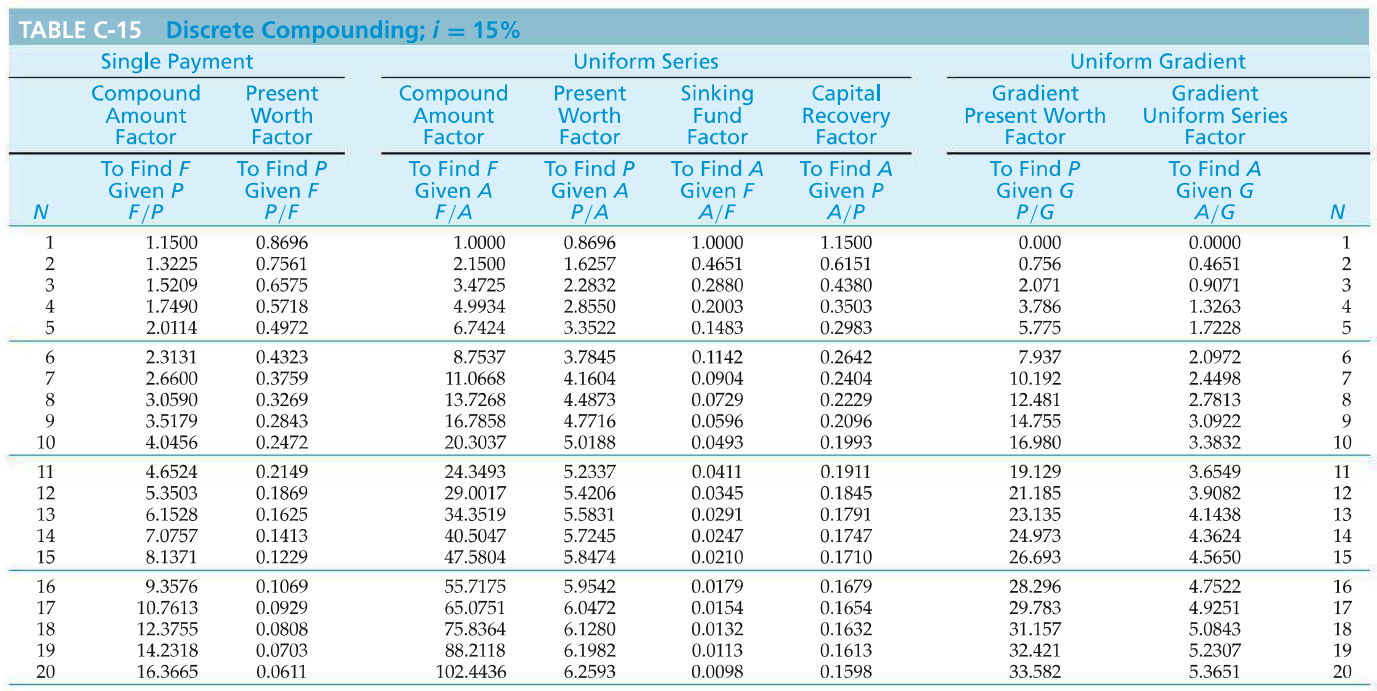 TABLE C-15 Discrete Compounding; i = 15%
Single Payment Uniform Series Uniform Gradient
Compound Present Compound Present Sinking Capital Gradient Gradient
Amount Worth Amount Worth Fund Recovery Present Worth Uniform Series
Factor Factor Factor Factor Factor Factor Factor Factor
To Find F To Find P To Find F To Find P To Find A To Find A To Find P To Find A
Given P Given F Given A Given A Given F Given P Given G Given G
N F/P P/F F/A P/A A/F A/P P/G A/G N
1 1.1500 0.8696 1.0000 0.8696 1.0000 1.1500 0.000 0.0000 1
2 1.3225 0.7561 2.1500 1.6257 0.4651 0.6151 0.756 0.4651 2
3 1.5209 0.6575 3.4725 2.2832 0.2880 0.4380 2.071 0.9071 3
4 1.7490 0.5718 4.9934 2.8550 0.2003 0.3503 3.786 1.3263 4
5 2.0114 0.4972 6.7424 3.3522 0.1483 0.2983 5.775 1.7228 5
6 2.3131 0.4323 8.7537 3.7845 0.1142 0.2642 7.937 2.0972 6
7 2.6600 0.3759 11.0668 4.1604 0.0904 0.2404 10.192 2.4498 7
8 3.0590 0.3269 13.7268 4.4873 0.0729 0.2229 12.481 2.7813 8
9 3.5179 0.2843 16.7858 4.7716 0.0596 0.2096 14.755 3.0922 9
10 4.0456 0.2472 20.3037 5.0188 0.0493 0.1993 16.980 3.3832 10
11 4.6524 0.2149 24.3493 5.2337 0.0411 0.1911 19.129 3.6549 11
12 5.3503 0.1869 29.0017 5.4206 0.0345 0.1845 21.185 3.9082 12
13 6.1528 0.1625 34.3519 5.5831 0.0291 0.1791 23.135 4.1438 13
14 7.0757 0.1413 40.5047 5.7245 0.0247 0.1747 24.973 4.3624 14
15 8.1371 0.1229 47.5804 5.8474 0.0210 0.1710 26.693 4.5650 15
16 9.3576 0.1069 55.7175 5.9542 0.0179 0.1679 28.296 4.7522 16
17 10.7613 0.0929 65.0751 6.0472 0.0154 0.1654 29.783 4.9251 17
18 12.3755 0.0808 75.8364 6.1280 0.0132 0.1632 31.157 5.0843 18
19 14.2318 0.0703 88.2118 6.1982 0.0113 0.1613 32.421 5.2307 19
20 16.3665 0.0611 102.4436 6.2593 0.0098 0.1598 33.582 5.3651 20